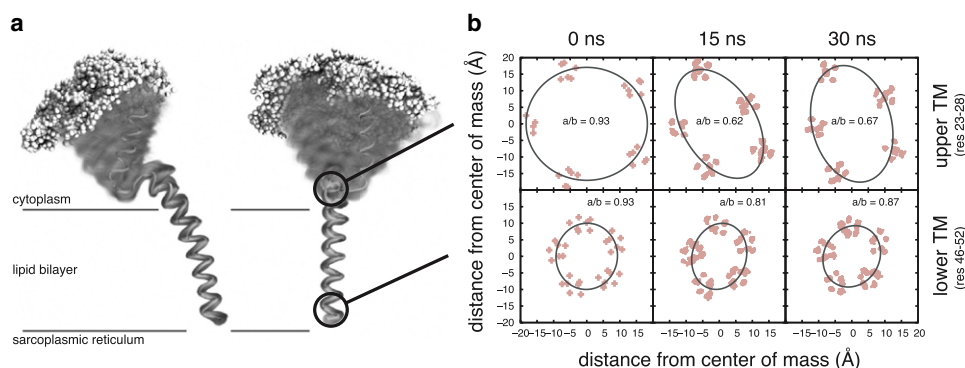 a
cytoplasm
lipid bilayer
sarcoplasmic reticulum
b
0 ns 15 ns 30 ns
distance from center of mass (Å)
20
15
10
5
0
−5
−10
−15
a/b = 0.93 a/b = 0.62 a/b = 0.67
upper TM
(res 23-28)
20
15
10
5
0
−5
−10
−15
−20
a/b = 0.93 a/b = 0.81 a/b = 0.87
lower TM
(res 46-52)
−20−15−10−5 0 5 10 15 −15−10−5 0 5 10 15 −15−10−5 0 5 10 15 20
distance from center of mass (Å)